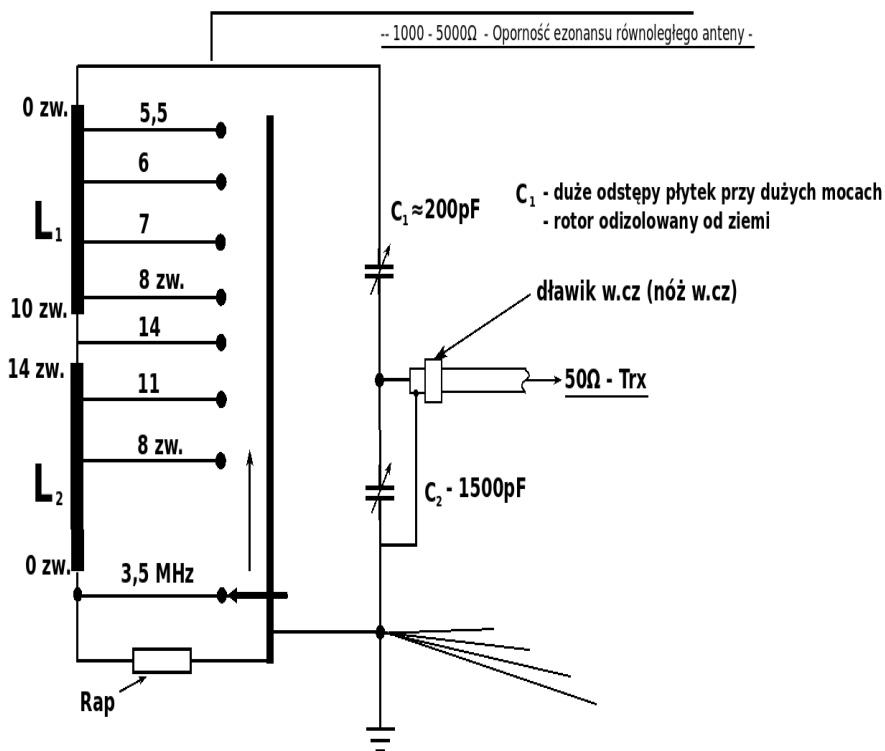 -- 1000 - 5000Ω - Oporność ezonansu równoległego anteny -
0 zw.
5,5
6
L1
7
8 zw.
10 zw.
14
14 zw.
11
8 zw.
L2
0 zw.
3,5 MHz
Rap
C1 ≈200pF
C1 - duże odstępy płytek przy dużych mocach
- rotor odizolowany od ziemi
dławik w.cz (nóż w.cz)
50Ω - Trx
C2 - 1500pF